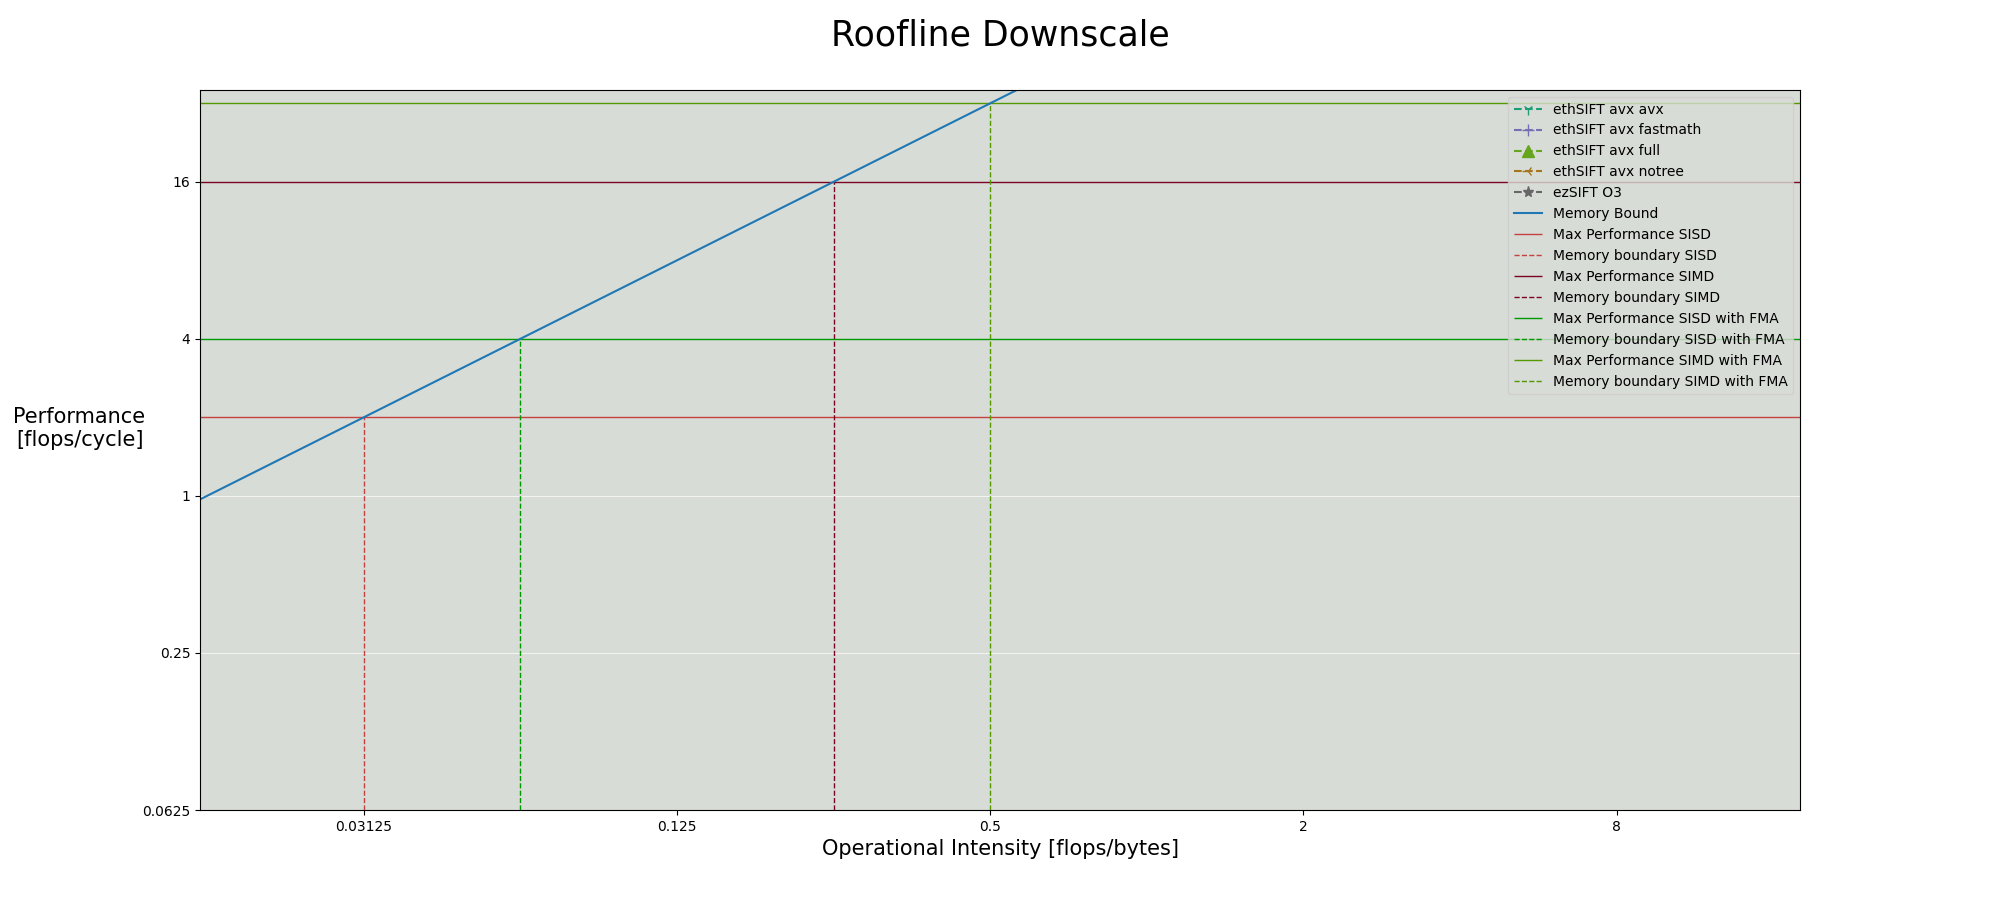 Roofline Downscale
16
4
1
0.25
0.0625
Performance
[flops/cycle]
0.03125
0.125
0.5
2
8
Operational Intensity [flops/bytes]
ethSIFT avx avx
ethSIFT avx fastmath
ethSIFT avx full
ethSIFT avx notree
ezSIFT O3
Memory Bound
Max Performance SISD
Memory boundary SISD
Max Performance SIMD
Memory boundary SIMD
Max Performance SISD with FMA
Memory boundary SISD with FMA
Max Performance SIMD with FMA
Memory boundary SIMD with FMA